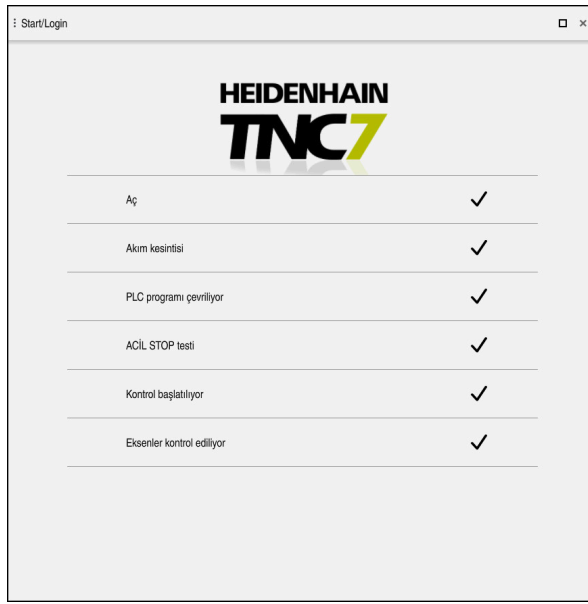 Start/Login
HEIDENHAIN
TNC7
Aç
Akım kesintisi
PLC programı çevriliyor
ACİL STOP testi
Kontrol başlatılıyor
Eksenler kontrol ediliyor